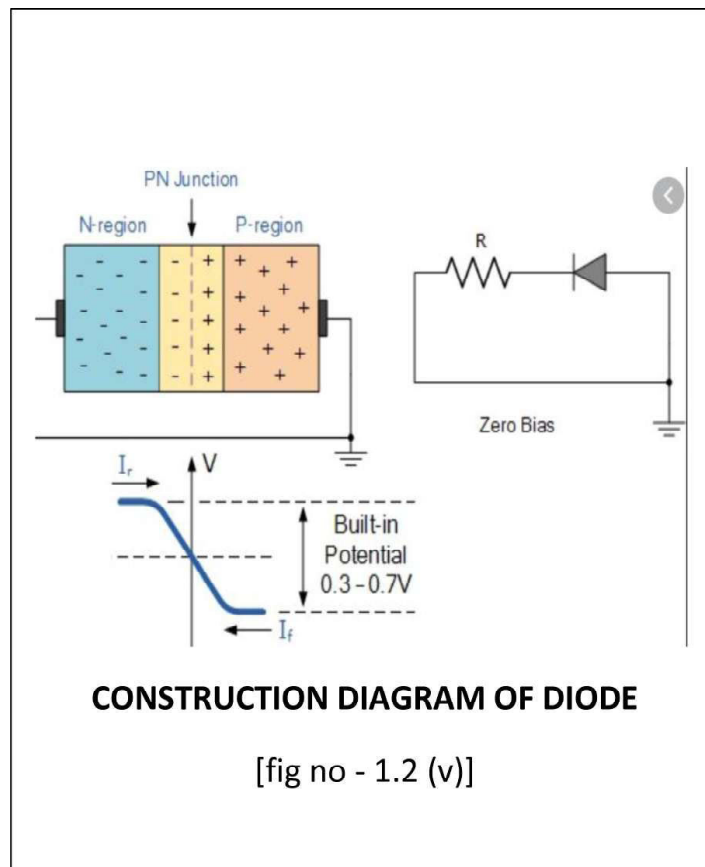 PN Junction
N-region
P-region
R
Zero Bias
Ir
V
Built-in
Potential
0.3 – 0.7V
If
CONSTRUCTION DIAGRAM OF DIODE
[fig no - 1.2 (v)]